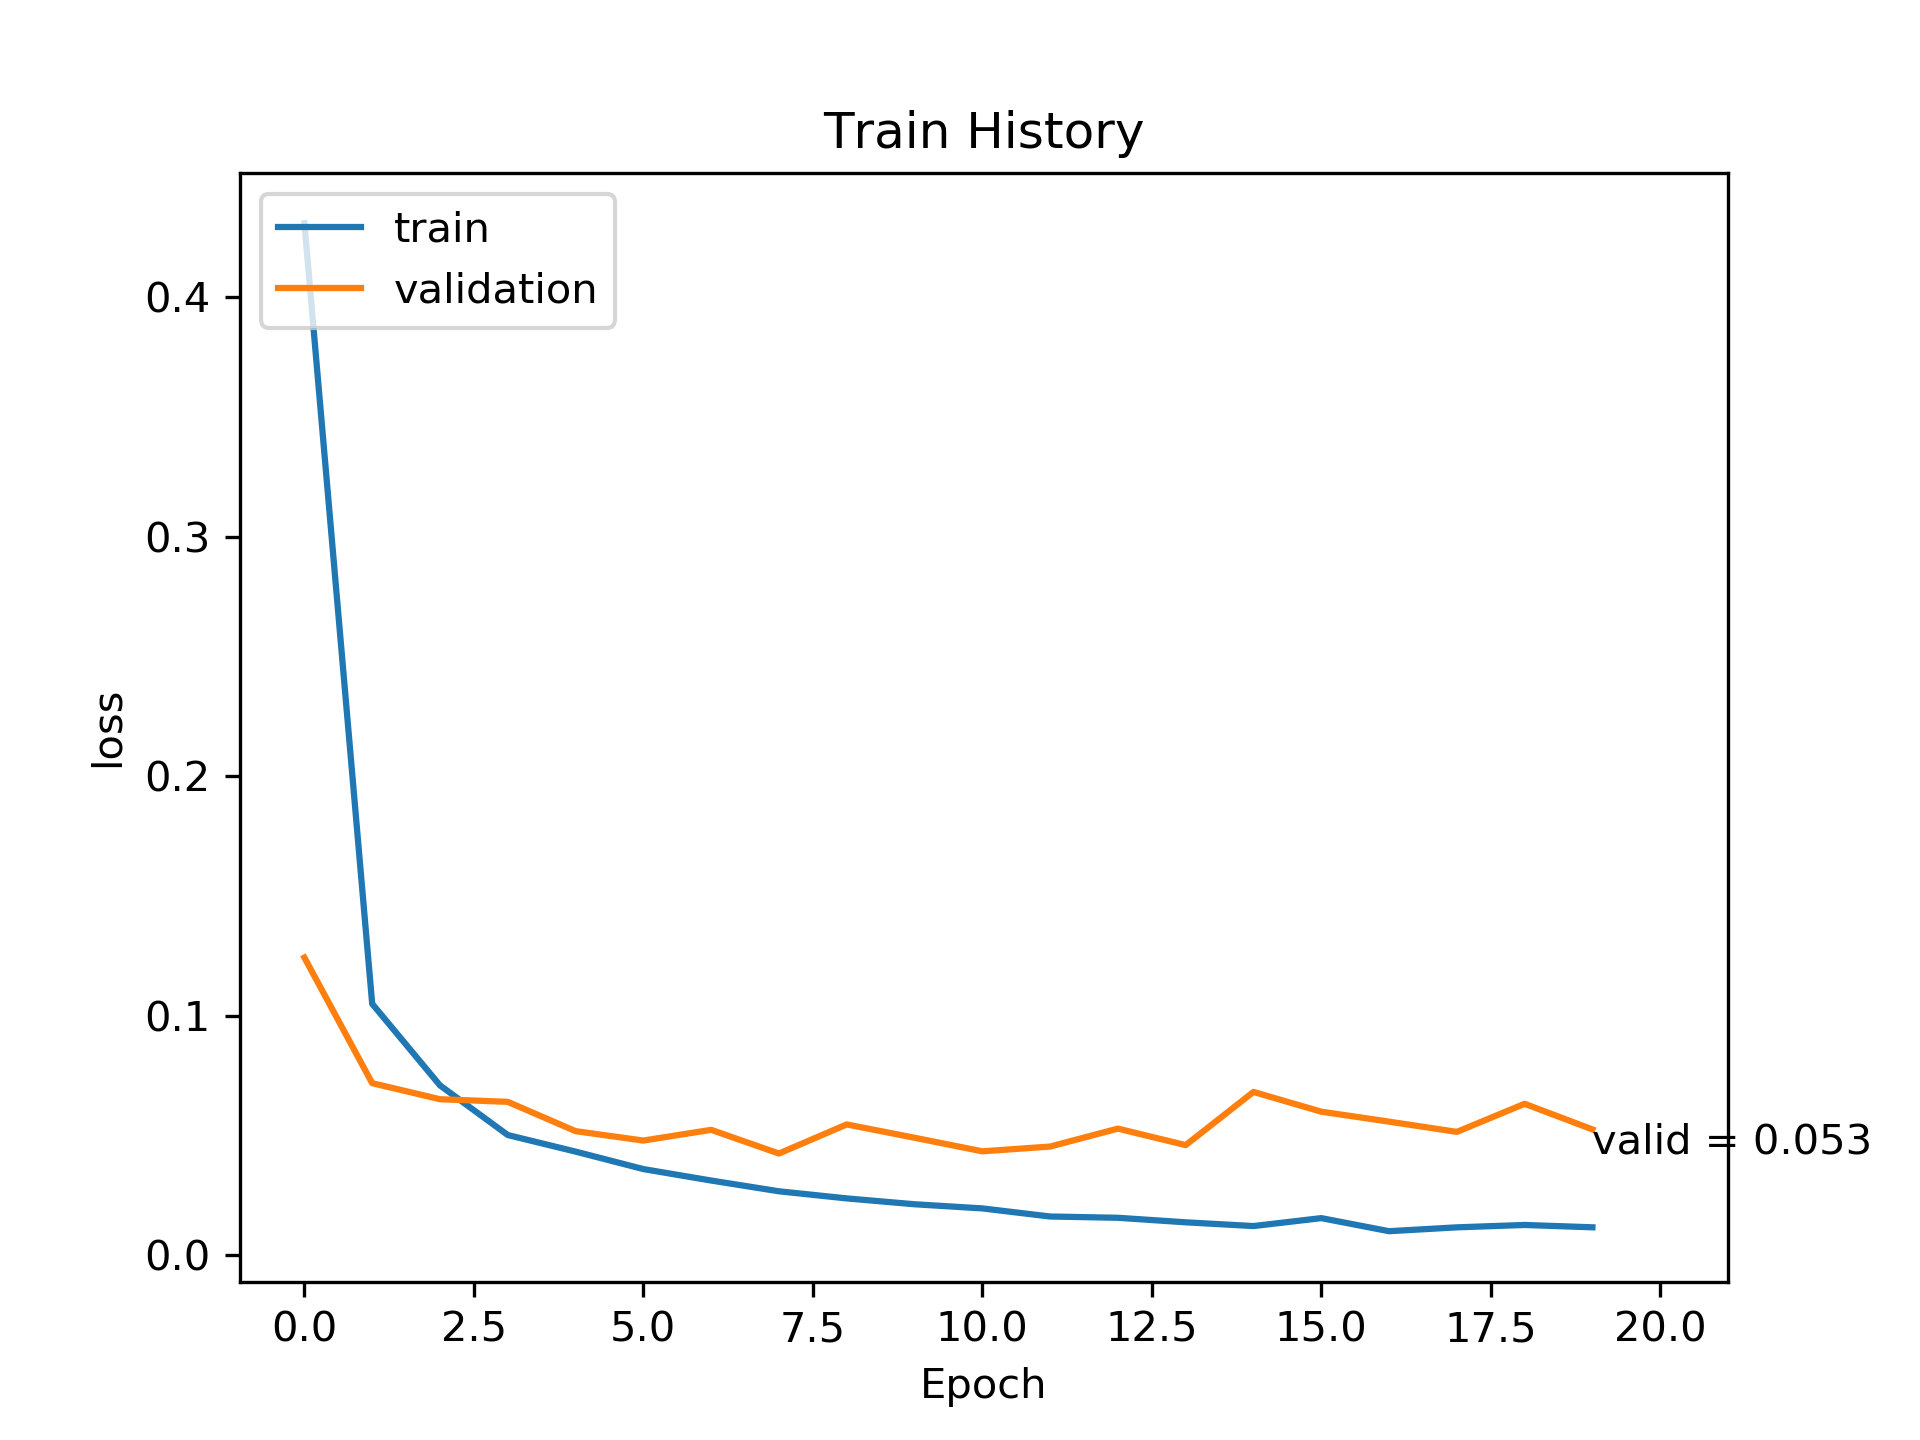 Train History
train
validation
loss
0.4
0.3
0.2
0.1
0.0
valid = 0.053
0.0 2.5 5.0 7.5 10.0 12.5 15.0 17.5 20.0
Epoch